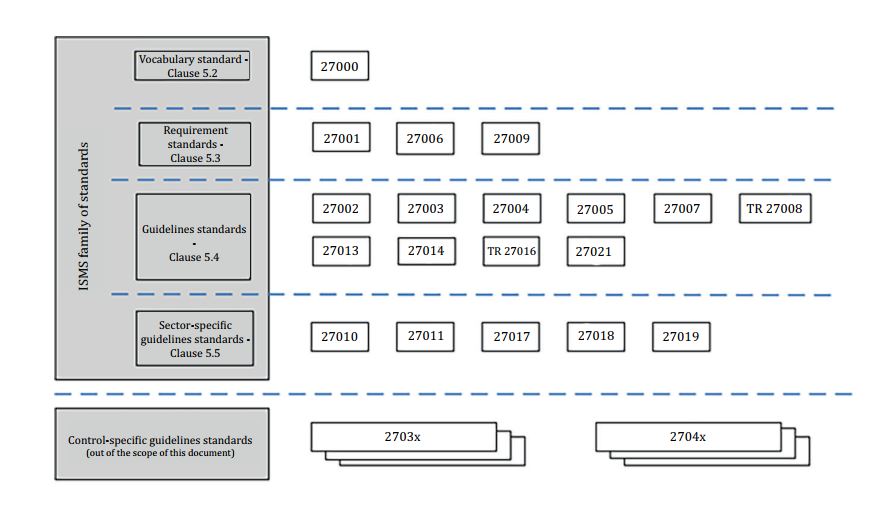 Vocabulary standard -
Clause 5.2
27000
Requirement
standards -
Clause 5.3
27001 27006 27009
ISMS family of standards
Guidelines standards
-
Clause 5.4
27002 27003 27004 27005 27007 TR 27008
27013 27014 TR 27016 27021
Sector-specific
guidelines standards -
Clause 5.5
27010 27011 27017 27018 27019
Control-specific guidelines standards
(out of the scope of this document)
2703x 2704x